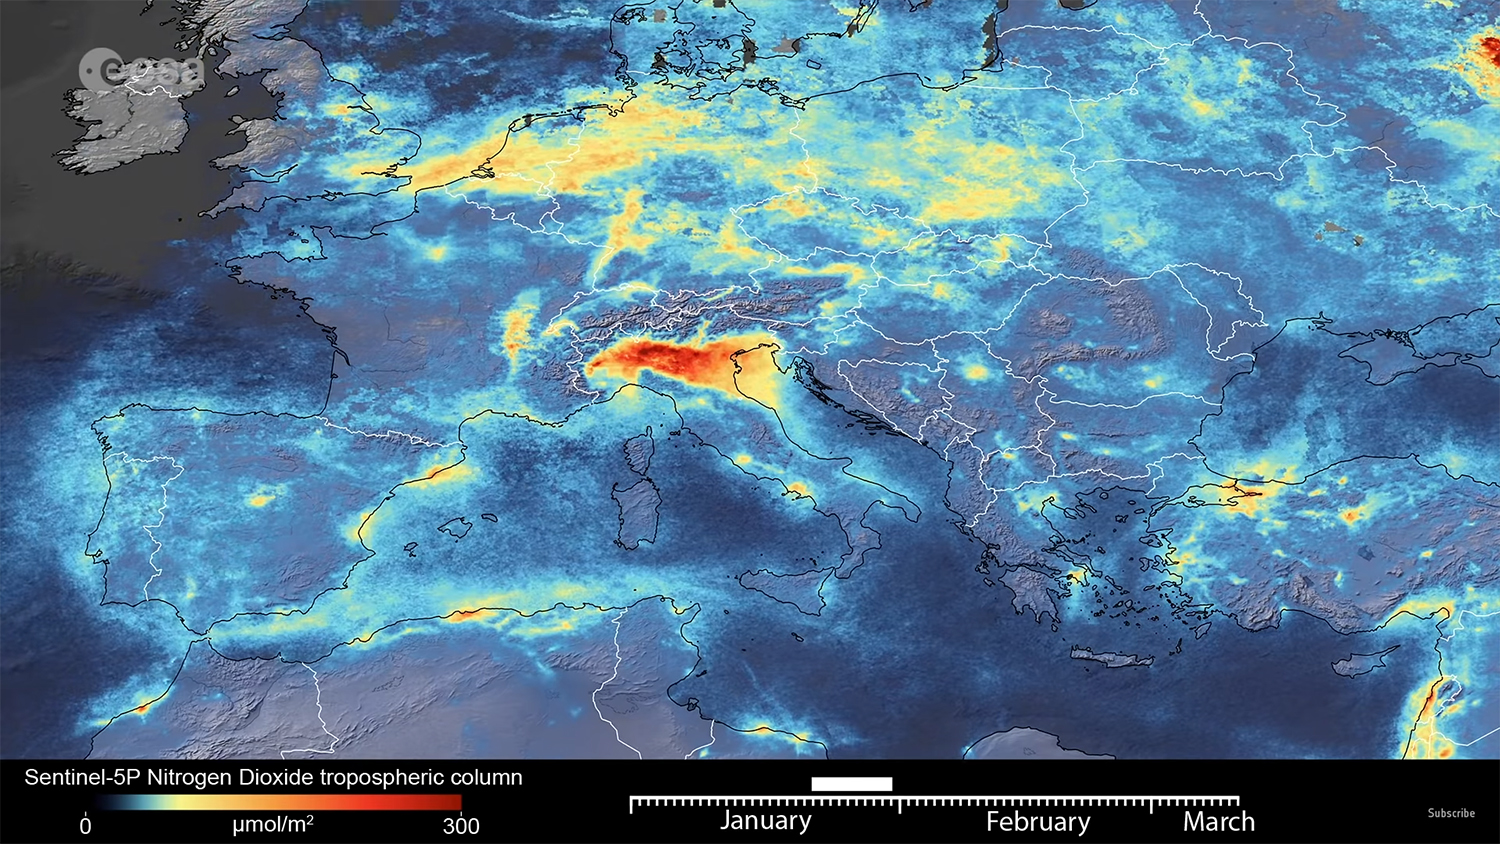 esa
Sentinel-5P Nitrogen Dioxide tropospheric column
0 µmol/m² 300
January February March
Subscribe